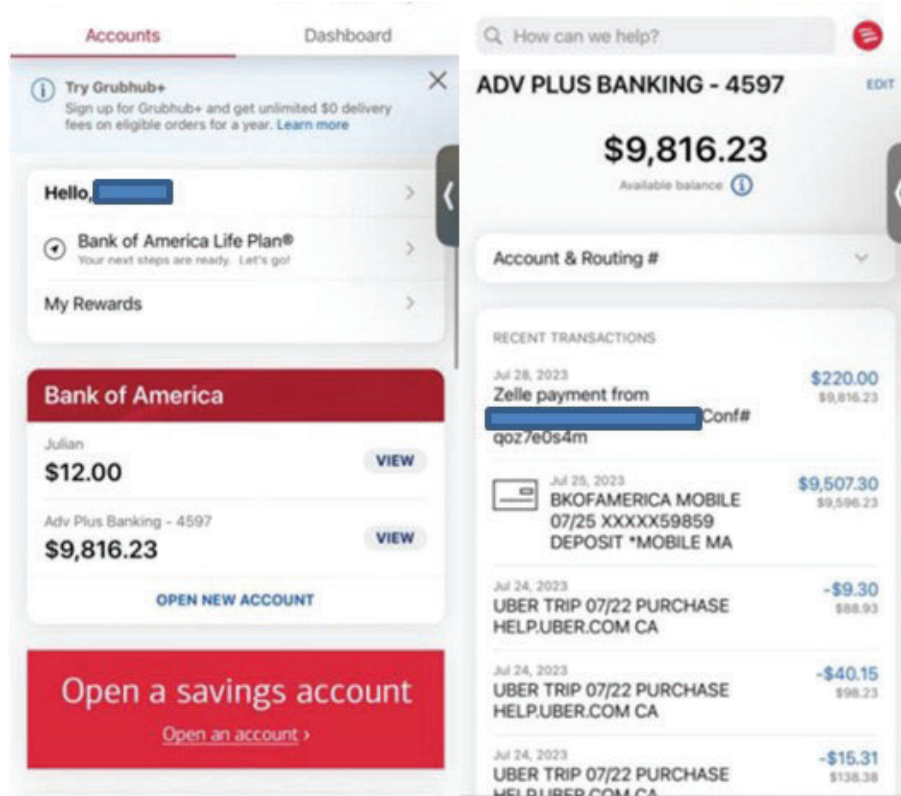 Accounts
Dashboard
Try Grubhub+
Sign up for Grubhub+ and get unlimited $0 delivery
fees on eligible orders for a year. Learn more
Hello,
Bank of America Life Plan®
Your next steps are ready. Let's go!
My Rewards
Bank of America
Julian
$12.00
VIEW
Adv Plus Banking - 4597
$9,816.23
VIEW
OPEN NEW ACCOUNT
Open a savings account
Open an account ›
How can we help?
ADV PLUS BANKING - 4597
EDIT
$9,816.23
Available balance
Account & Routing #
RECENT TRANSACTIONS
Jul 28, 2023
Zelle payment from
$220.00
$9,816.23
Conf#
qoz7e0s4m
Jul 25, 2023
BKOFAMERICA MOBILE
07/25 XXXXX59859
DEPOSIT *MOBILE MA
$9,507.30
$9,596.23
Jul 24, 2023
UBER TRIP 07/22 PURCHASE
HELP.UBER.COM CA
-$9.30
$88.93
Jul 24, 2023
UBER TRIP 07/22 PURCHASE
HELP.UBER.COM CA
-$40.15
$98.23
Jul 24, 2023
UBER TRIP 07/22 PURCHASE
HELP.UBER.COM CA
-$15.31
$138.38